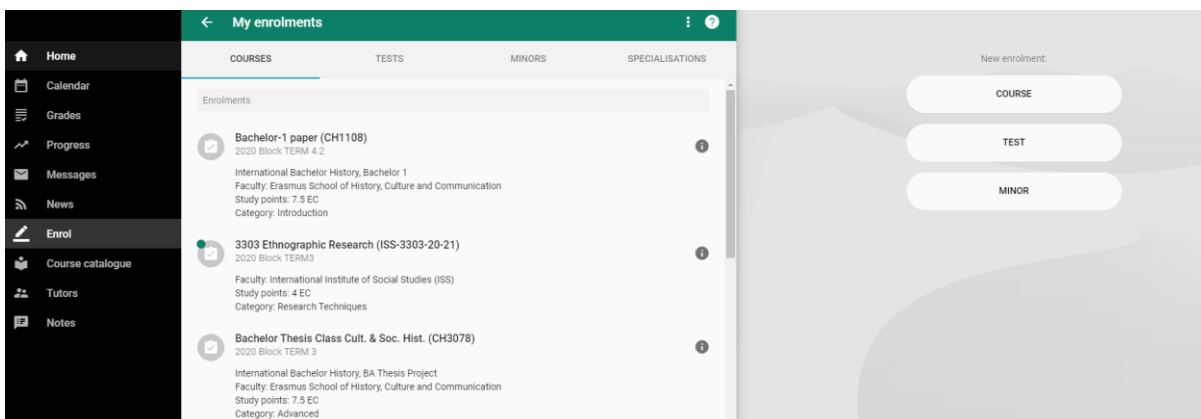 Home
Calendar
Grades
Progress
Messages
News
Enrol
Course catalogue
Tutors
Notes
My enrolments
COURSES
TESTS
MINORS
SPECIALISATIONS
Enrolments
Bachelor-1 paper (CH1108)
2020 Block TERM 4.2
International Bachelor History, Bachelor 1
Faculty: Erasmus School of History, Culture and Communication
Study points: 7.5 EC
Category: Introduction
3303 Ethnographic Research (ISS-3303-20-21)
2020 Block TERM3
Faculty: International Institute of Social Studies (ISS)
Study points: 4 EC
Category: Research Techniques
Bachelor Thesis Class Cult. & Soc. Hist. (CH3078)
2020 Block TERM 3
International Bachelor History, BA Thesis Project
Faculty: Erasmus School of History, Culture and Communication
Study points: 7.5 EC
Category: Advanced
New enrolment:
COURSE
TEST
MINOR